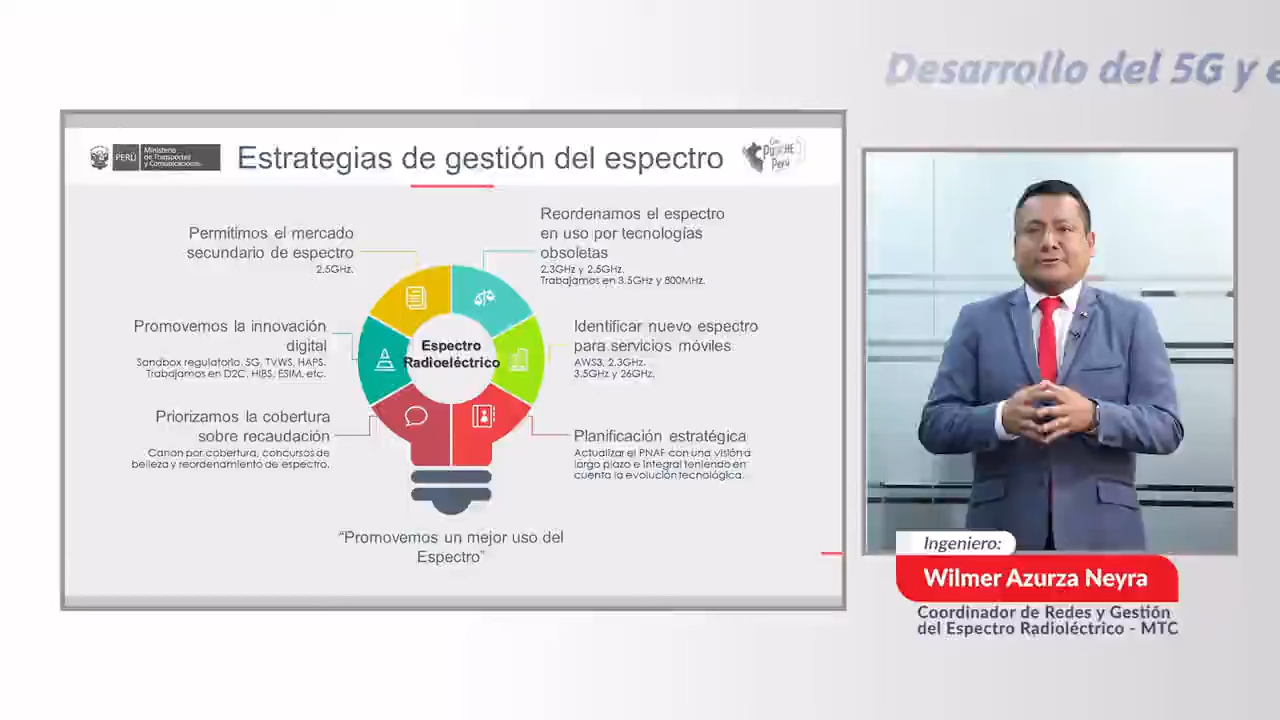 Desarrollo del 5G y e
PERÚ
Ministerio
de Transportes
y Comunicaciones
Estrategias de gestión del espectro
Con
PUNCHE
Perú
Permitimos el mercado
secundario de espectro
2.5GHz.
Reordenamos el espectro
en uso por tecnologías
obsoletas
2.3GHz y 2.5GHz.
Trabajamos en 3.5GHz y 800MHz.
Promovemos la innovación
digital
Sandbox regulatorio, 5G, TVWS, HAPS.
Trabajamos en D2C, HIBS, ESIM, etc.
Espectro
Radioeléctrico
Identificar nuevo espectro
para servicios móviles
AWS3, 2.3GHz.
3.5GHz y 26GHz.
Priorizamos la cobertura
sobre recaudación
Canon por cobertura, concursos de
belleza y reordenamiento de espectro.
Planificación estratégica
Actualizar el PNAF con una visión a
largo plazo e integral teniendo en
cuenta la evolución tecnológica.
“Promovemos un mejor uso del
Espectro”
Ingeniero:
Wilmer Azurza Neyra
Coordinador de Redes y Gestión
del Espectro Radioléctrico - MTC